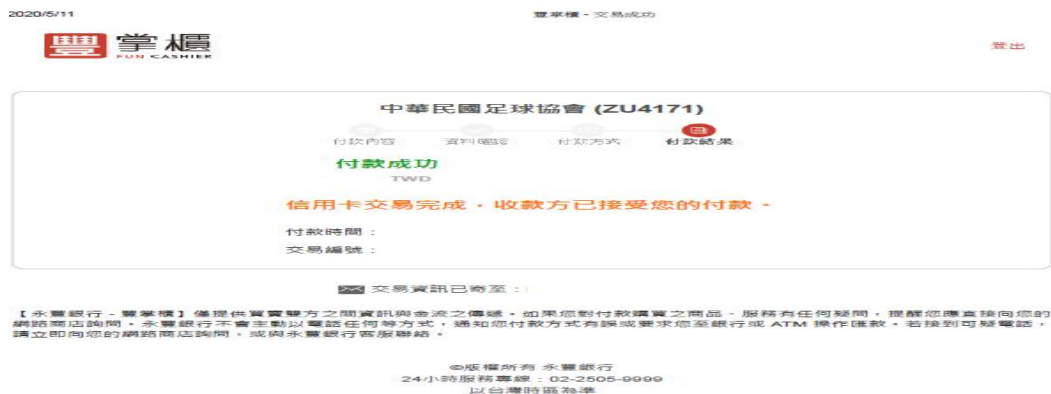 2020/5/11
豐掌櫃 - 交易成功
豐掌櫃
FUN CASHIER
登出
中華民國足球協會 (ZU4171)
付款內容
資料確認
付款方式
付款結果
付款成功
TWD
信用卡交易完成，收款方已接受您的付款。
付款時間：
交易編號：
交易資訊已寄至：
【永豐銀行 - 豐掌櫃】僅提供買賣雙方之間資訊與金流之傳遞。如果您對付款購買之商品、服務有任何疑問，提醒您應直接向您的
網路商店詢問。永豐銀行不會主動以電話任何等方式，通知您付款方式有誤或要求您至銀行或 ATM 操作匯款。若接到可疑電話，
請立即向您的網路商店詢問，或與永豐銀行客服聯絡。
©版權所有 永豐銀行
24小時服務專線：02-2505-9999
以台灣時區為準